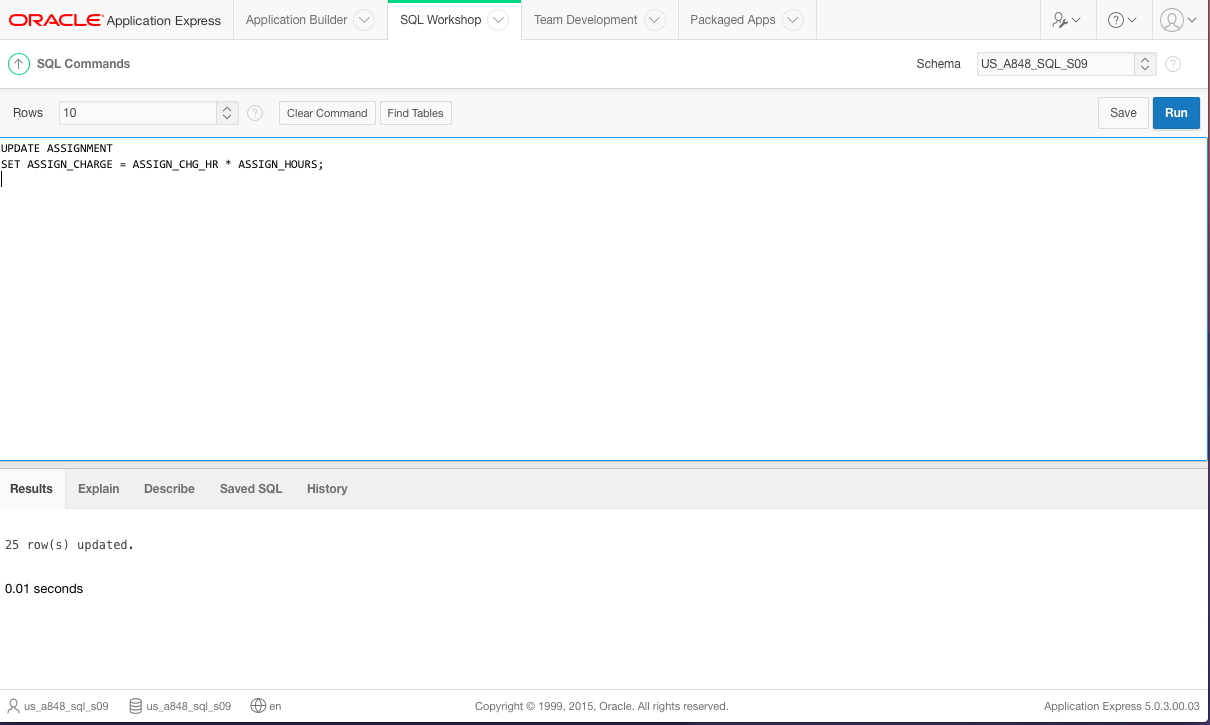 ORACLE Application Express Application Builder SQL Workshop Team Development Packaged Apps
SQL Commands Schema US_A848_SQL_S09
Rows 10 Clear Command Find Tables Save Run
UPDATE ASSIGNMENT
SET ASSIGN_CHARGE = ASSIGN_CHG_HR * ASSIGN_HOURS;
Results Explain Describe Saved SQL History
25 row(s) updated.
0.01 seconds
us_a848_sql_s09 us_a848_sql_s09 en Copyright © 1999, 2015, Oracle. All rights reserved. Application Express 5.0.3.00.03